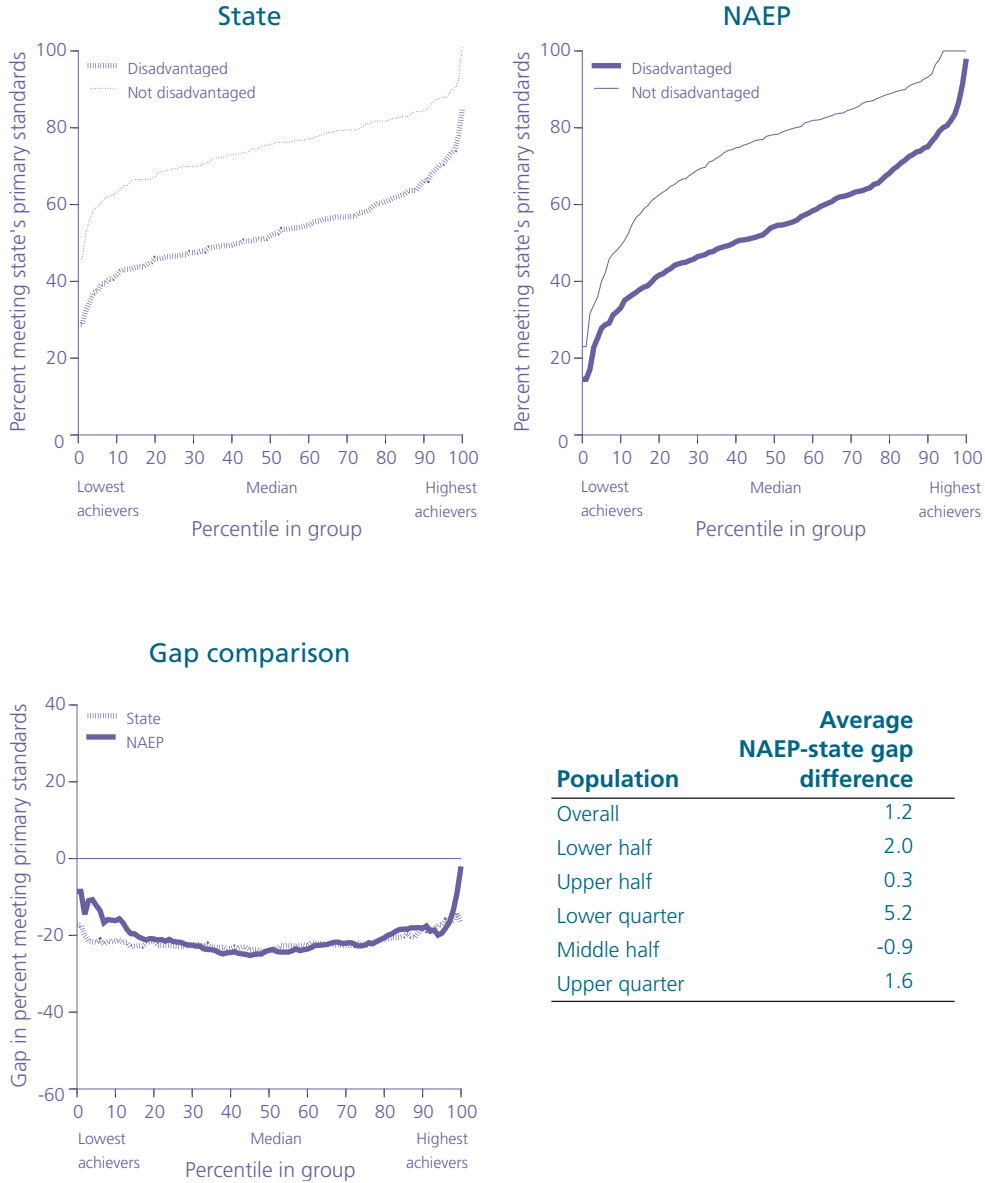 State
Percent meeting state's primary standards
100
80
60
40
20
0
Disadvantaged
Not disadvantaged
0 10 20 30 40 50 60 70 80 90 100
Lowest achievers
Median
Highest achievers
Percentile in group
NAEP
Percent meeting state's primary standards
100
80
60
40
20
0
Disadvantaged
Not disadvantaged
0 10 20 30 40 50 60 70 80 90 100
Lowest achievers
Median
Highest achievers
Percentile in group
Gap comparison
Gap in percent meeting primary standards
40
20
0
-20
-40
-60
State
NAEP
0 10 20 30 40 50 60 70 80 90 100
Lowest achievers
Median
Highest achievers
Percentile in group
Population Average NAEP-state gap difference
Overall 1.2
Lower half 2.0
Upper half 0.3
Lower quarter 5.2
Middle half -0.9
Upper quarter 1.6